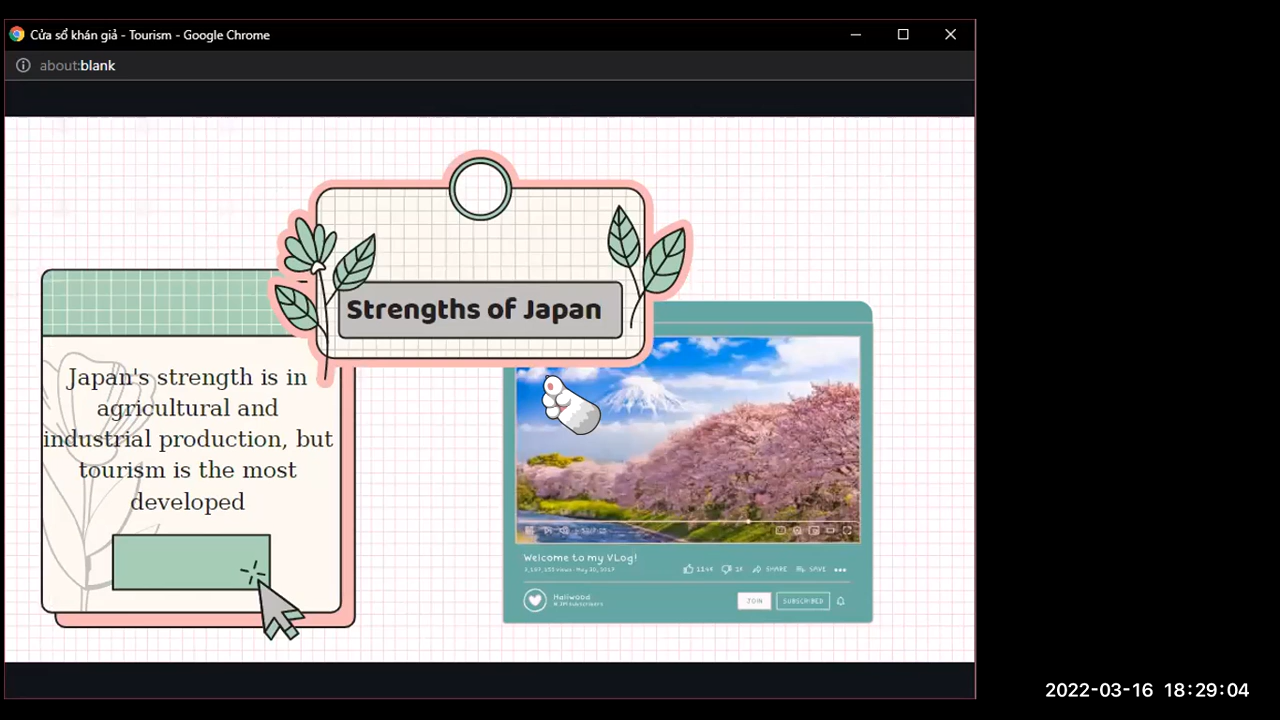 Cửa sổ khán giả - Tourism - Google Chrome
about:blank
Strengths of Japan
Japan's strength is in
agricultural and
industrial production, but
tourism is the most
developed
Welcome to my VLog!
SHARE
SAVE
Haliwood
JOIN
SUBSCRIBED
2022-03-16 18:29:04